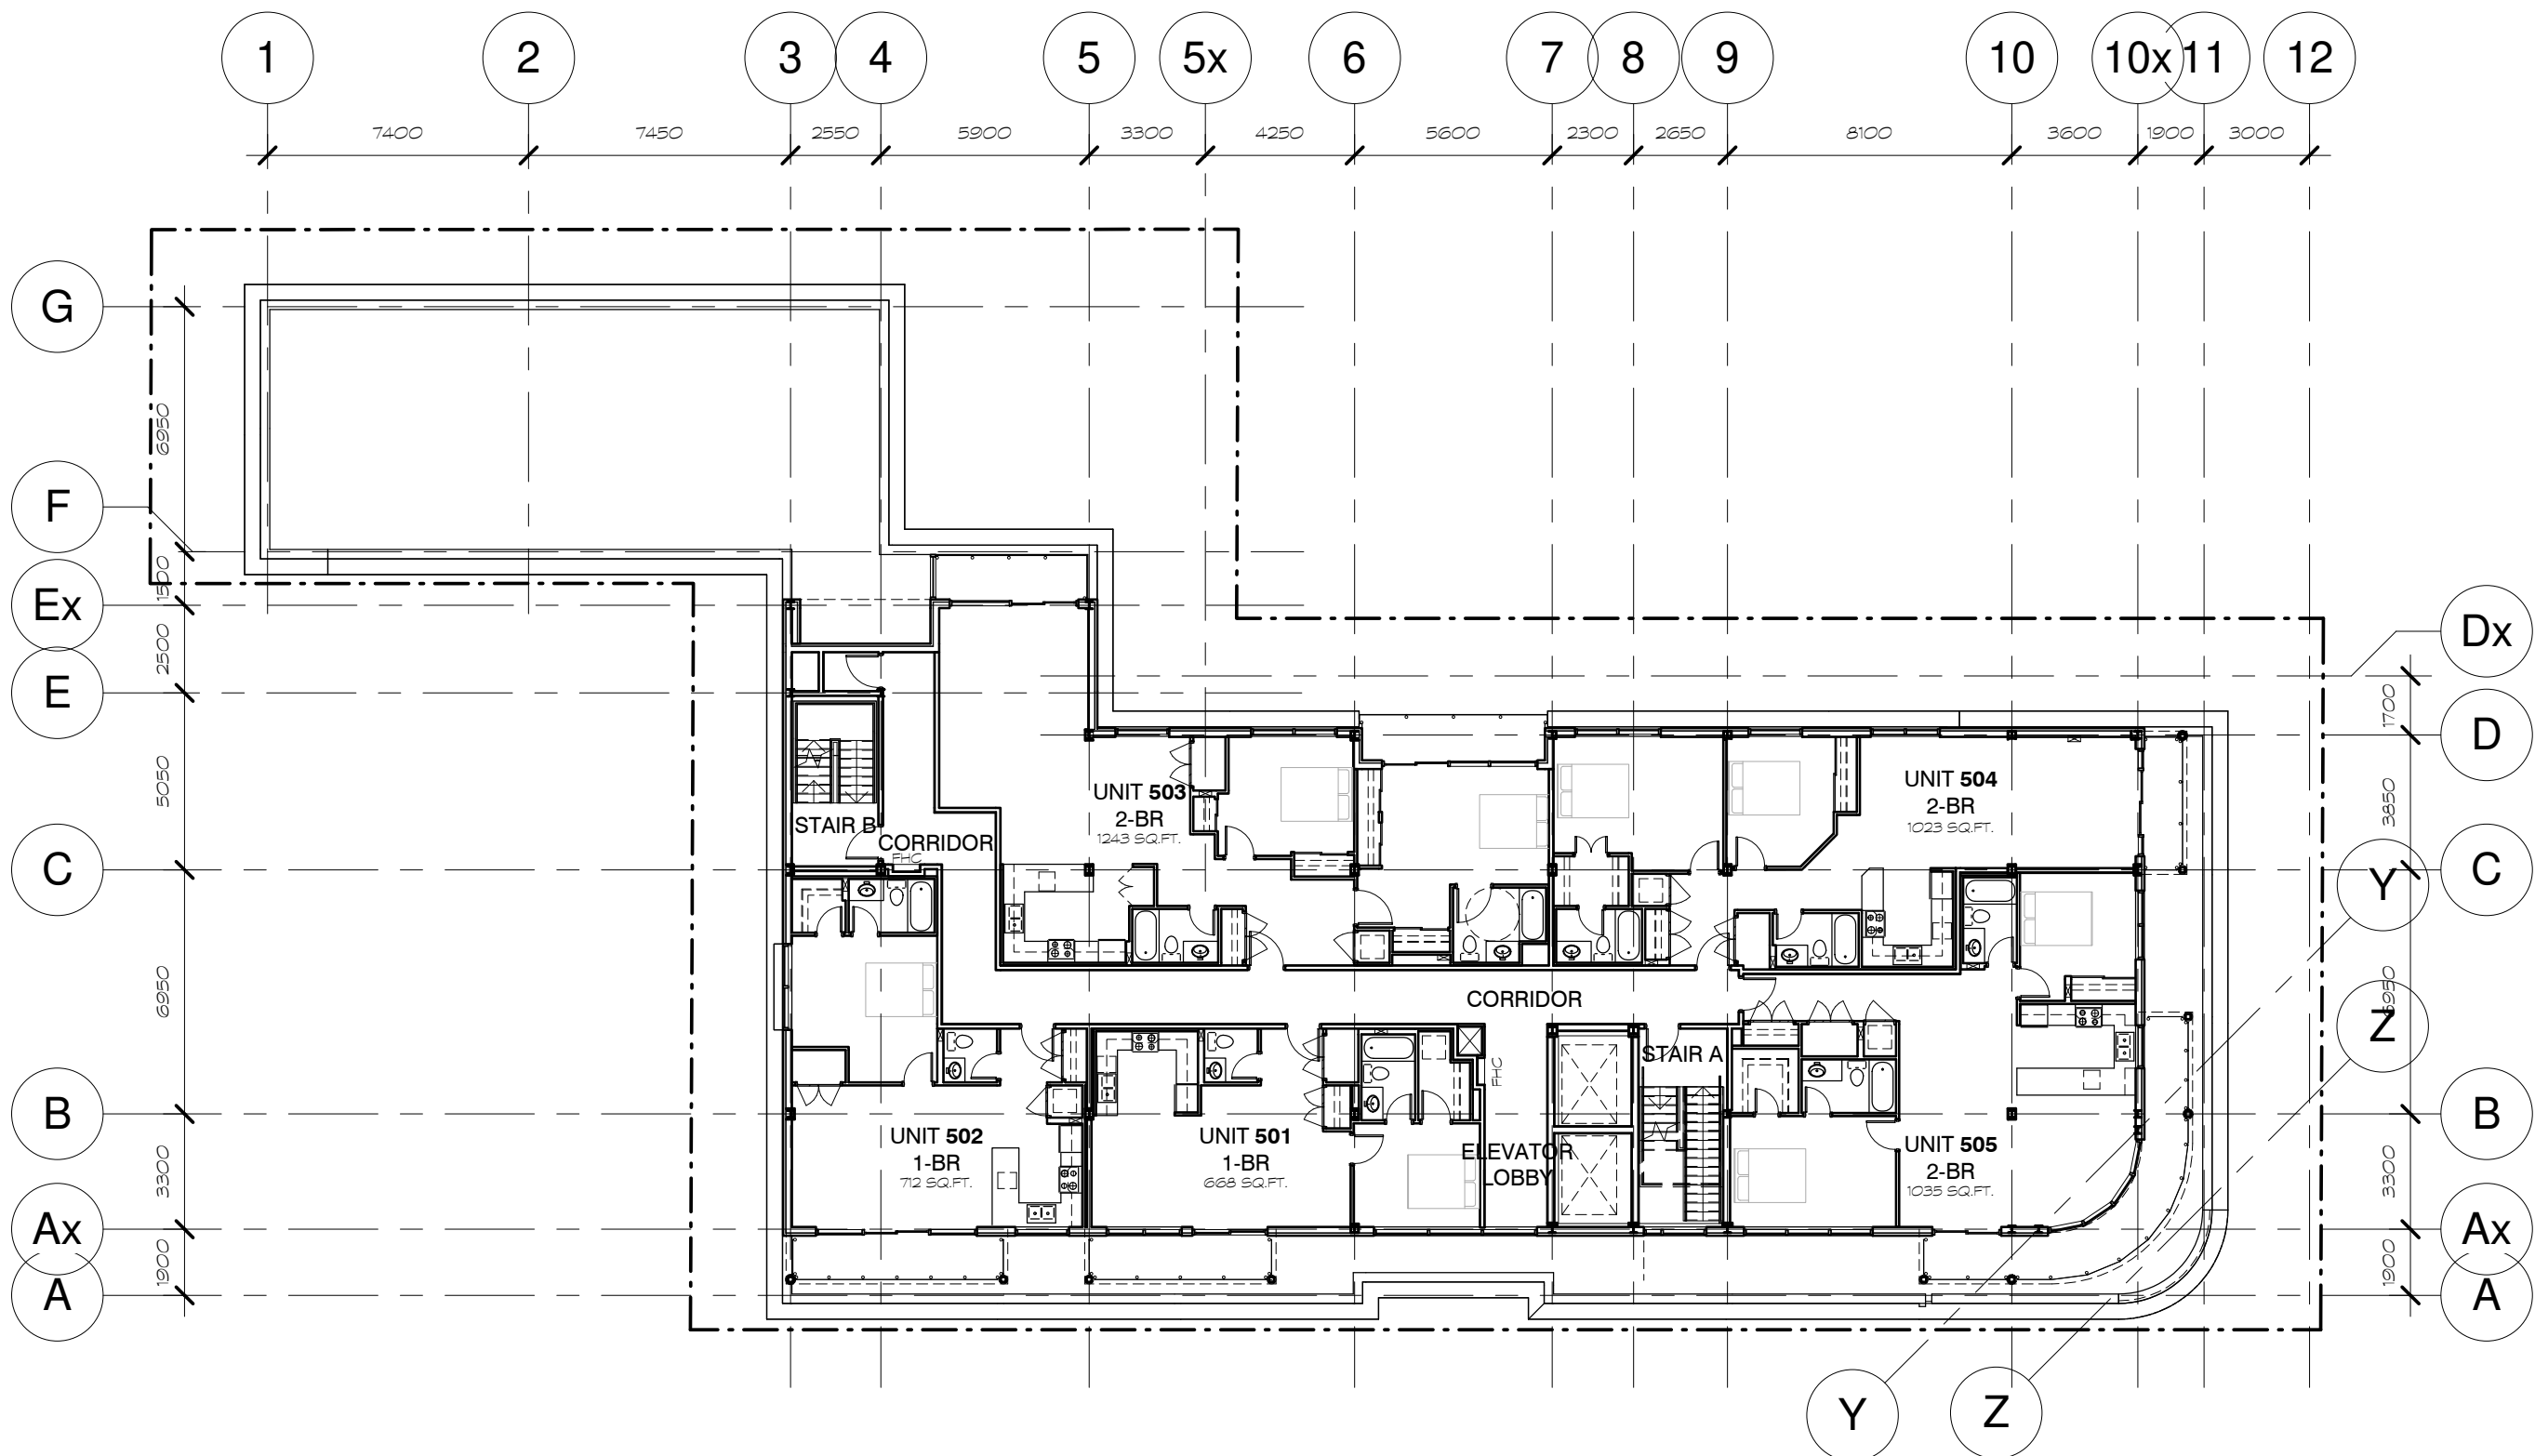 1 2 3 4 5 5x 6 7 8 9 10 10x 11 12
7400 7450 2550 5900 3300 4250 5600 2300 2650 8100 3600 1900 3000
G
6950
F
1500
Ex
Dx
2500
E
1700
D
5050
3850
UNIT 503
2-BR
1243 SQ.FT.
UNIT 504
2-BR
1023 SQ.FT.
STAIR B
CORRIDOR
FHC
C
C
Y
6950
6950
CORRIDOR
Z
STAIR A
FHC
B
B
UNIT 502
1-BR
712 SQ.FT.
UNIT 501
1-BR
668 SQ.FT.
ELEVATOR
LOBBY
UNIT 505
2-BR
1035 SQ.FT.
3300
3300
Ax
Ax
1900
1900
A
A
Y
Z